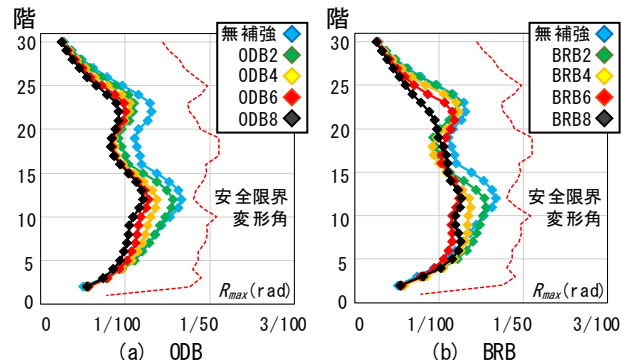 階
30
25
20
15
10
5
0
無補強
ODB2
ODB4
ODB6
ODB8
安全限界
変形角
Rmax(rad)
0 1/100 1/50 3/100
(a) ODB
階
30
25
20
15
10
5
0
無補強
BRB2
BRB4
BRB6
BRB8
安全限界
変形角
Rmax(rad)
0 1/100 1/50 3/100
(b) BRB